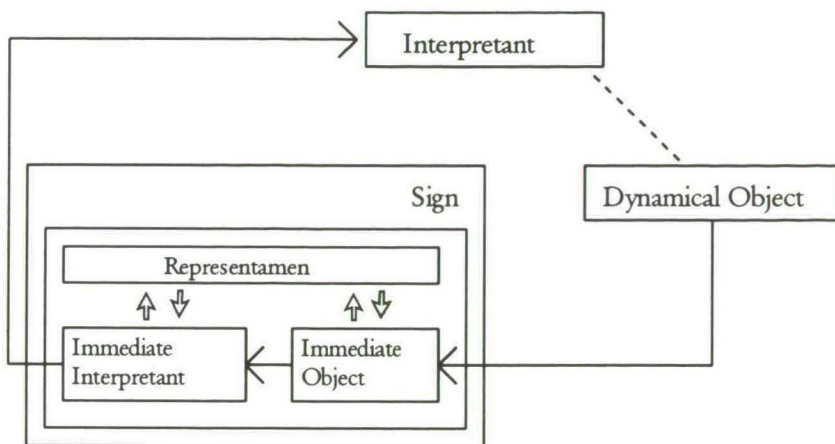 Interpretant
Dynamical Object
Sign
Representamen
Immediate
Interpretant
Immediate
Object